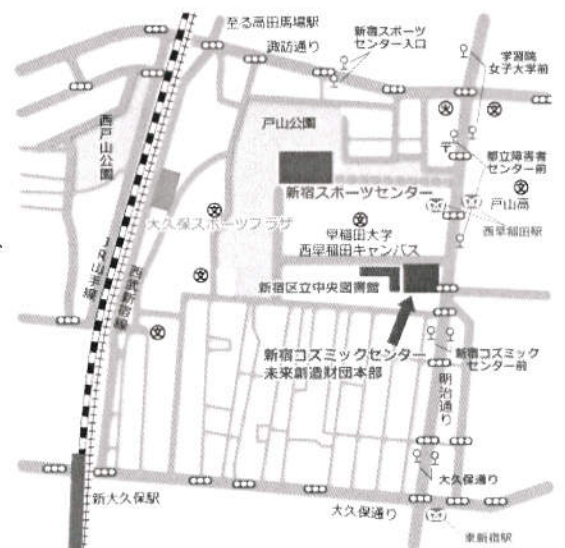 至る高田馬場駅
諏訪通り
新宿スポーツ
センター入口
学習院
女子大学前
戸山公園
西戸山公園
〒
都立障害者
センター前
新宿スポーツセンター
文
戸山高
大久保スポーツプラザ
文
早稲田大学
西早稲田キャンパス
西早稲田駅
JR山手線
西武新宿線
文
新宿区立中央図書館
文
新宿コズミックセンター
未来創造財団本部
新宿コズミック
センター前
明治通り
新大久保駅
大久保通り
大久保通り
東新宿駅
文